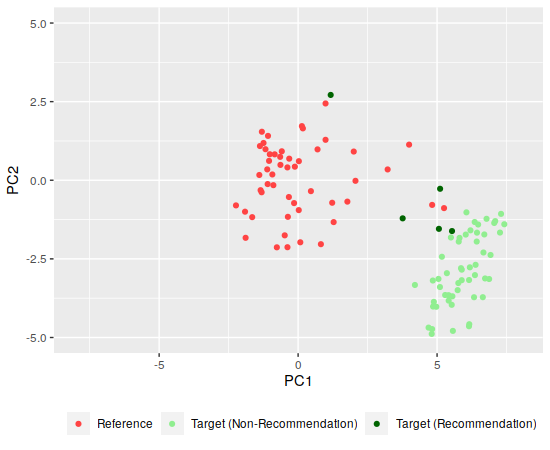 5.0
2.5
0.0
-2.5
-5.0
PC2
-5 0 5
PC1
Reference Target (Non-Recommendation) Target (Recommendation)